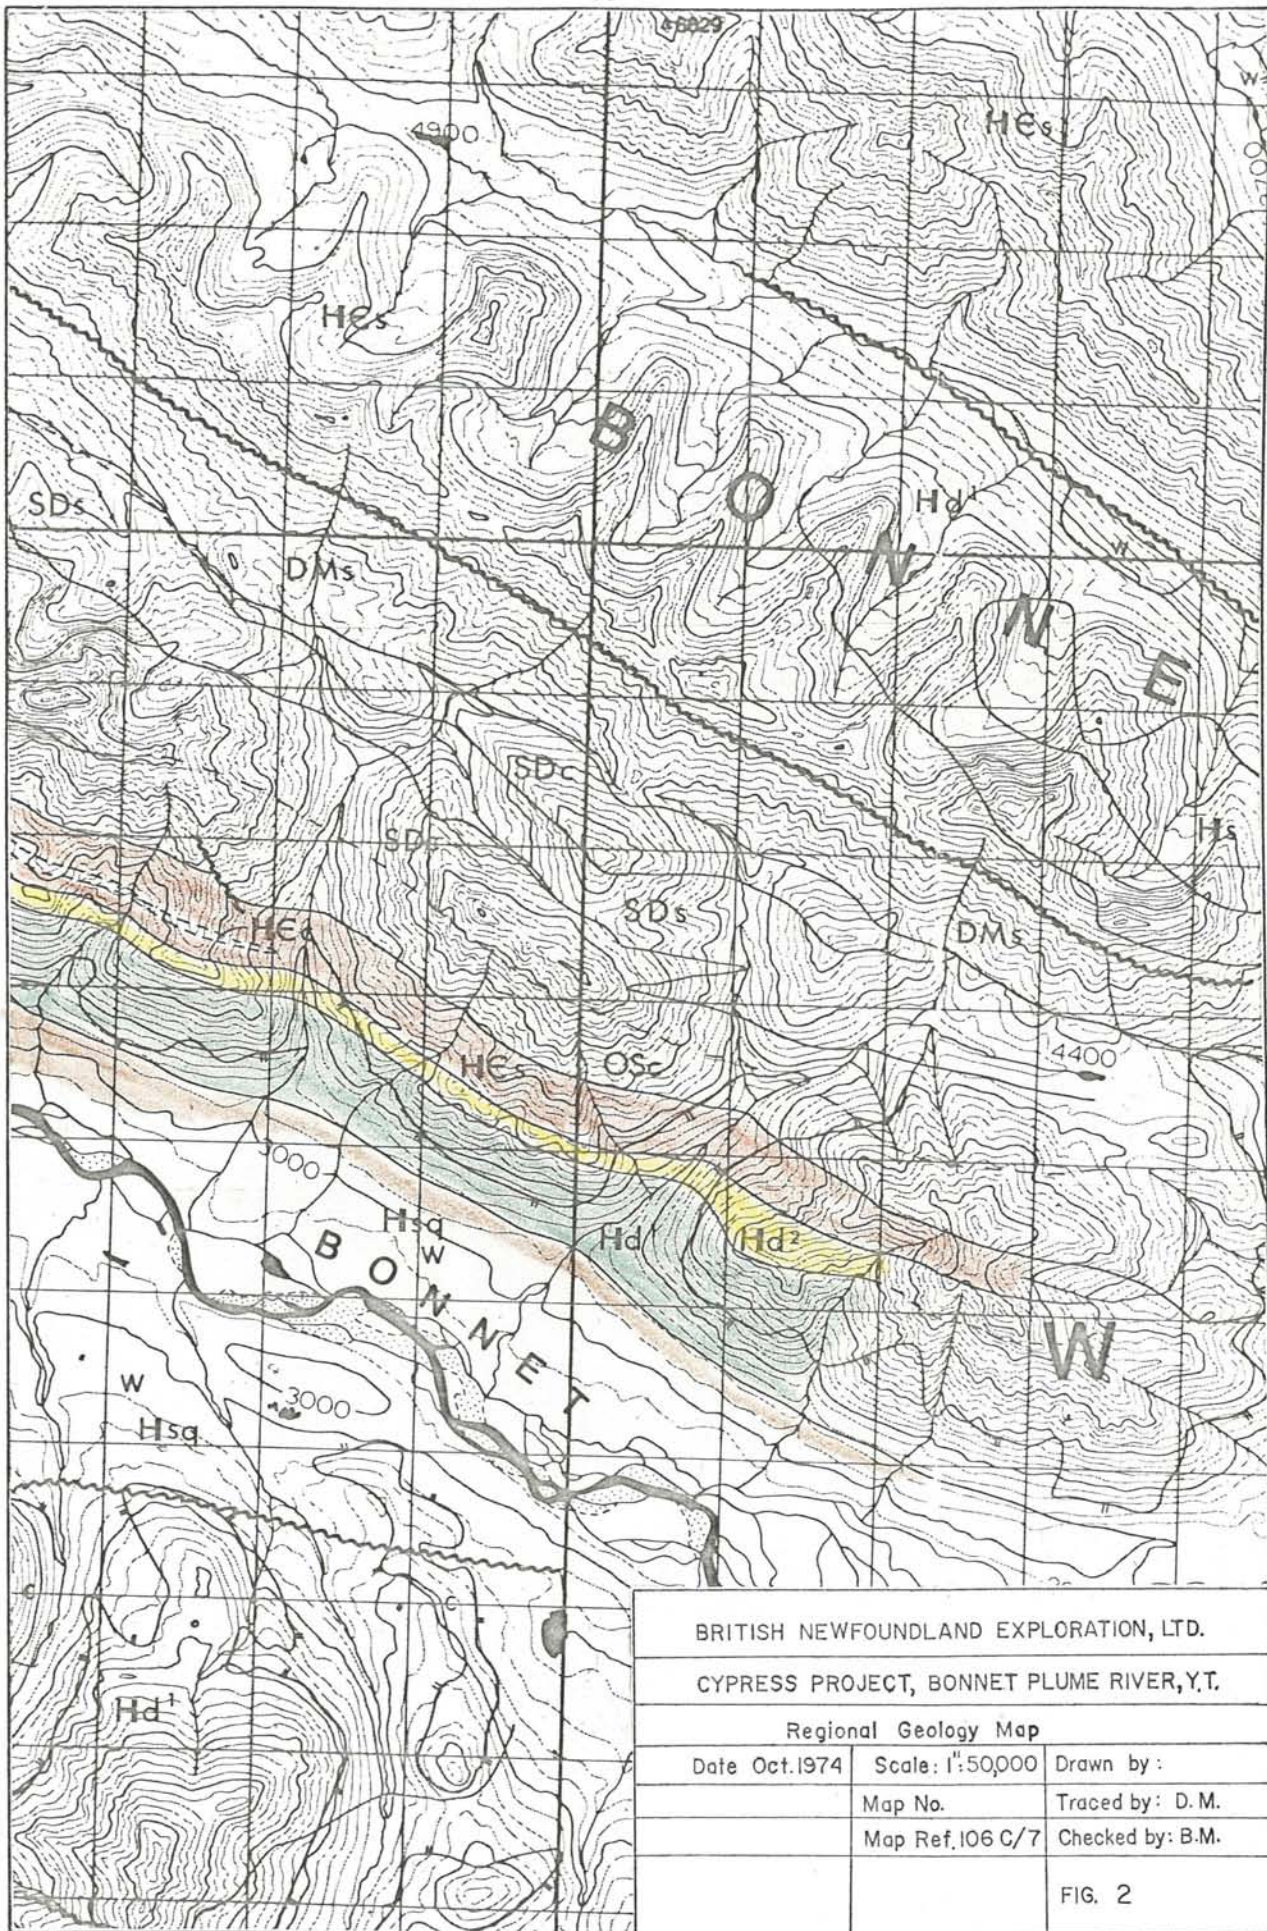 46829
W
HЄs
4900
HЄs
B O N N E
Hd¹
SDs
W
DMs
SDc
Hs
SDs
DMs
HЄs
OSc
4400
3000
Hsq
W
Hd¹
Hd²
BONNET
W
W
3000
Hsq
C
C
Hd¹
BRITISH NEWFOUNDLAND EXPLORATION, LTD.
CYPRESS PROJECT, BONNET PLUME RIVER, Y.T.
Regional Geology Map
Date Oct. 1974 Scale: 1":50,000 Drawn by:
Map No. Traced by: D. M.
Map Ref. 106 C/7 Checked by: B.M.
FIG. 2